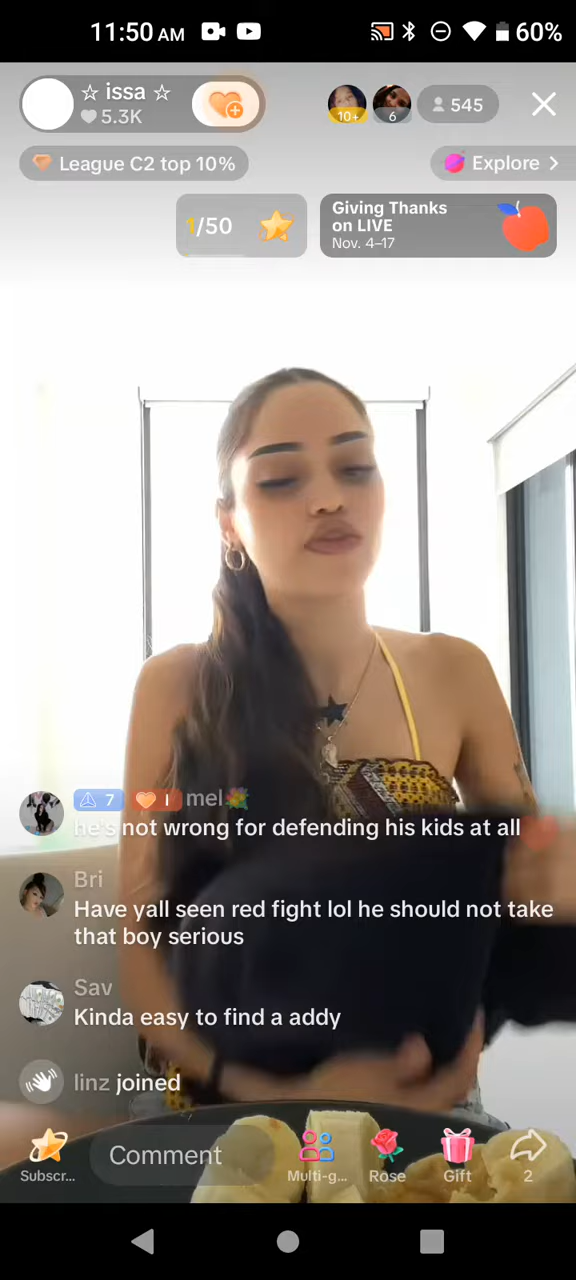 11:50 AM
60%
☆ issa ☆
5.3K
10+
6
545
League C2 top 10%
Explore >
1/50
Giving Thanks
on LIVE
Nov. 4–17
7
I
mel
he's not wrong for defending his kids at all
Bri
Have yall seen red fight lol he should not take
that boy serious
Sav
Kinda easy to find a addy
linz joined
Comment
Subscr...
Multi-g...
Rose
Gift
2